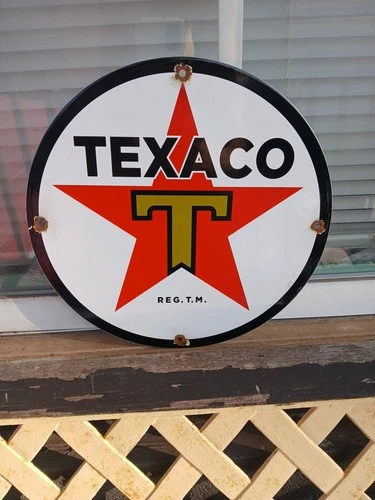 TEXACO
T
REG. T.M.